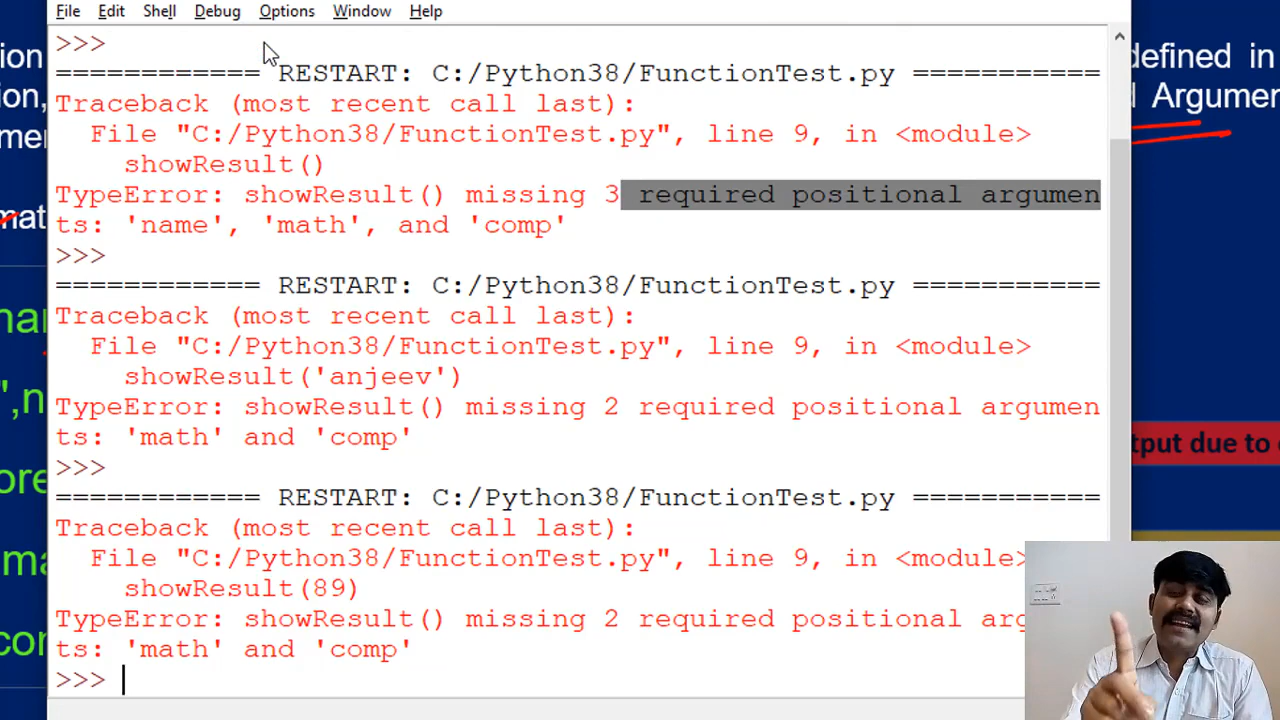 File Edit Shell Debug Options Window Help
>>>
============ RESTART: C:/Python38/FunctionTest.py ===========
Traceback (most recent call last):
File "C:/Python38/FunctionTest.py", line 9, in <module>
showResult()
TypeError: showResult() missing 3 required positional argumen
ts: 'name', 'math', and 'comp'
>>>
============ RESTART: C:/Python38/FunctionTest.py ===========
Traceback (most recent call last):
File "C:/Python38/FunctionTest.py", line 9, in <module>
showResult('anjeev')
TypeError: showResult() missing 2 required positional argumen
ts: 'math' and 'comp'
>>>
============ RESTART: C:/Python38/FunctionTest.py ===========
Traceback (most recent call last):
File "C:/Python38/FunctionTest.py", line 9, in <module>
showResult(89)
TypeError: showResult() missing 2 required positional arg
ts: 'math' and 'comp'
>>>
defined in
Argumen
tput due to